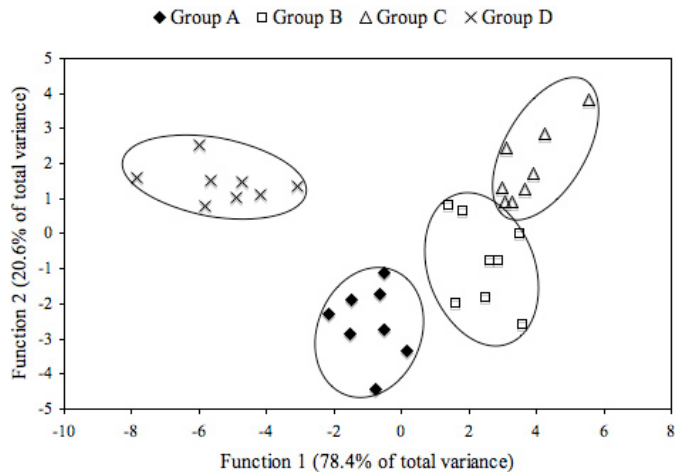 Group A Group B Group C Group D
5
4
3
2
1
0
-1
-2
-3
-4
-5
-10 -8 -6 -4 -2 0 2 4 6 8
Function 2 (20.6% of total variance)
Function 1 (78.4% of total variance)